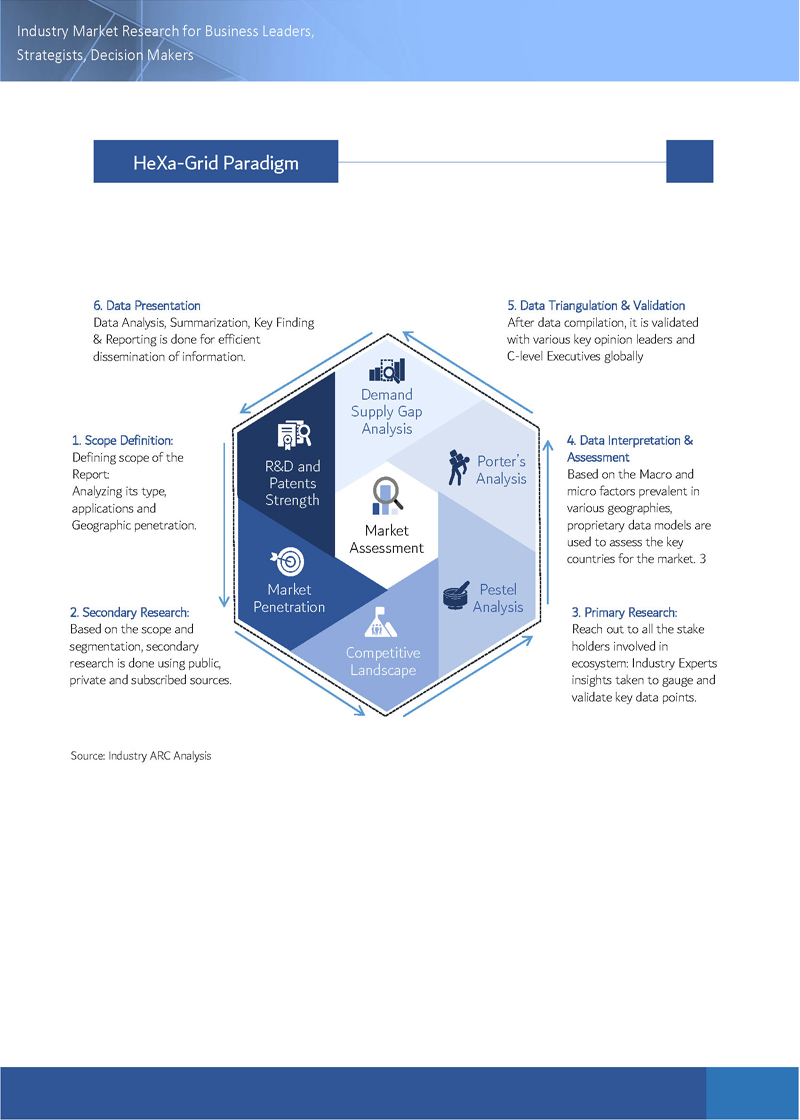 Industry Market Research for Business Leaders,
Strategists, Decision Makers
HeXa-Grid Paradigm
6. Data Presentation
Data Analysis, Summarization, Key Finding
& Reporting is done for efficient
dissemination of information.
5. Data Triangulation & Validation
After data compilation, it is validated
with various key opinion leaders and
C-level Executives globally
1. Scope Definition:
Defining scope of the
Report:
Analyzing its type,
applications and
Geographic penetration.
4. Data Interpretation &
Assessment
Based on the Macro and
micro factors prevalent in
various geographies,
proprietary data models are
used to assess the key
countries for the market. 3
2. Secondary Research:
Based on the scope and
segmentation, secondary
research is done using public,
private and subscribed sources.
3. Primary Research:
Reach out to all the stake
holders involved in
ecosystem: Industry Experts
insights taken to gauge and
validate key data points.
Demand
Supply Gap
Analysis
R&D and
Patents
Strength
Porter's
Analysis
Market
Assessment
Market
Penetration
Pestel
Analysis
Competitive
Landscape
Source: Industry ARC Analysis